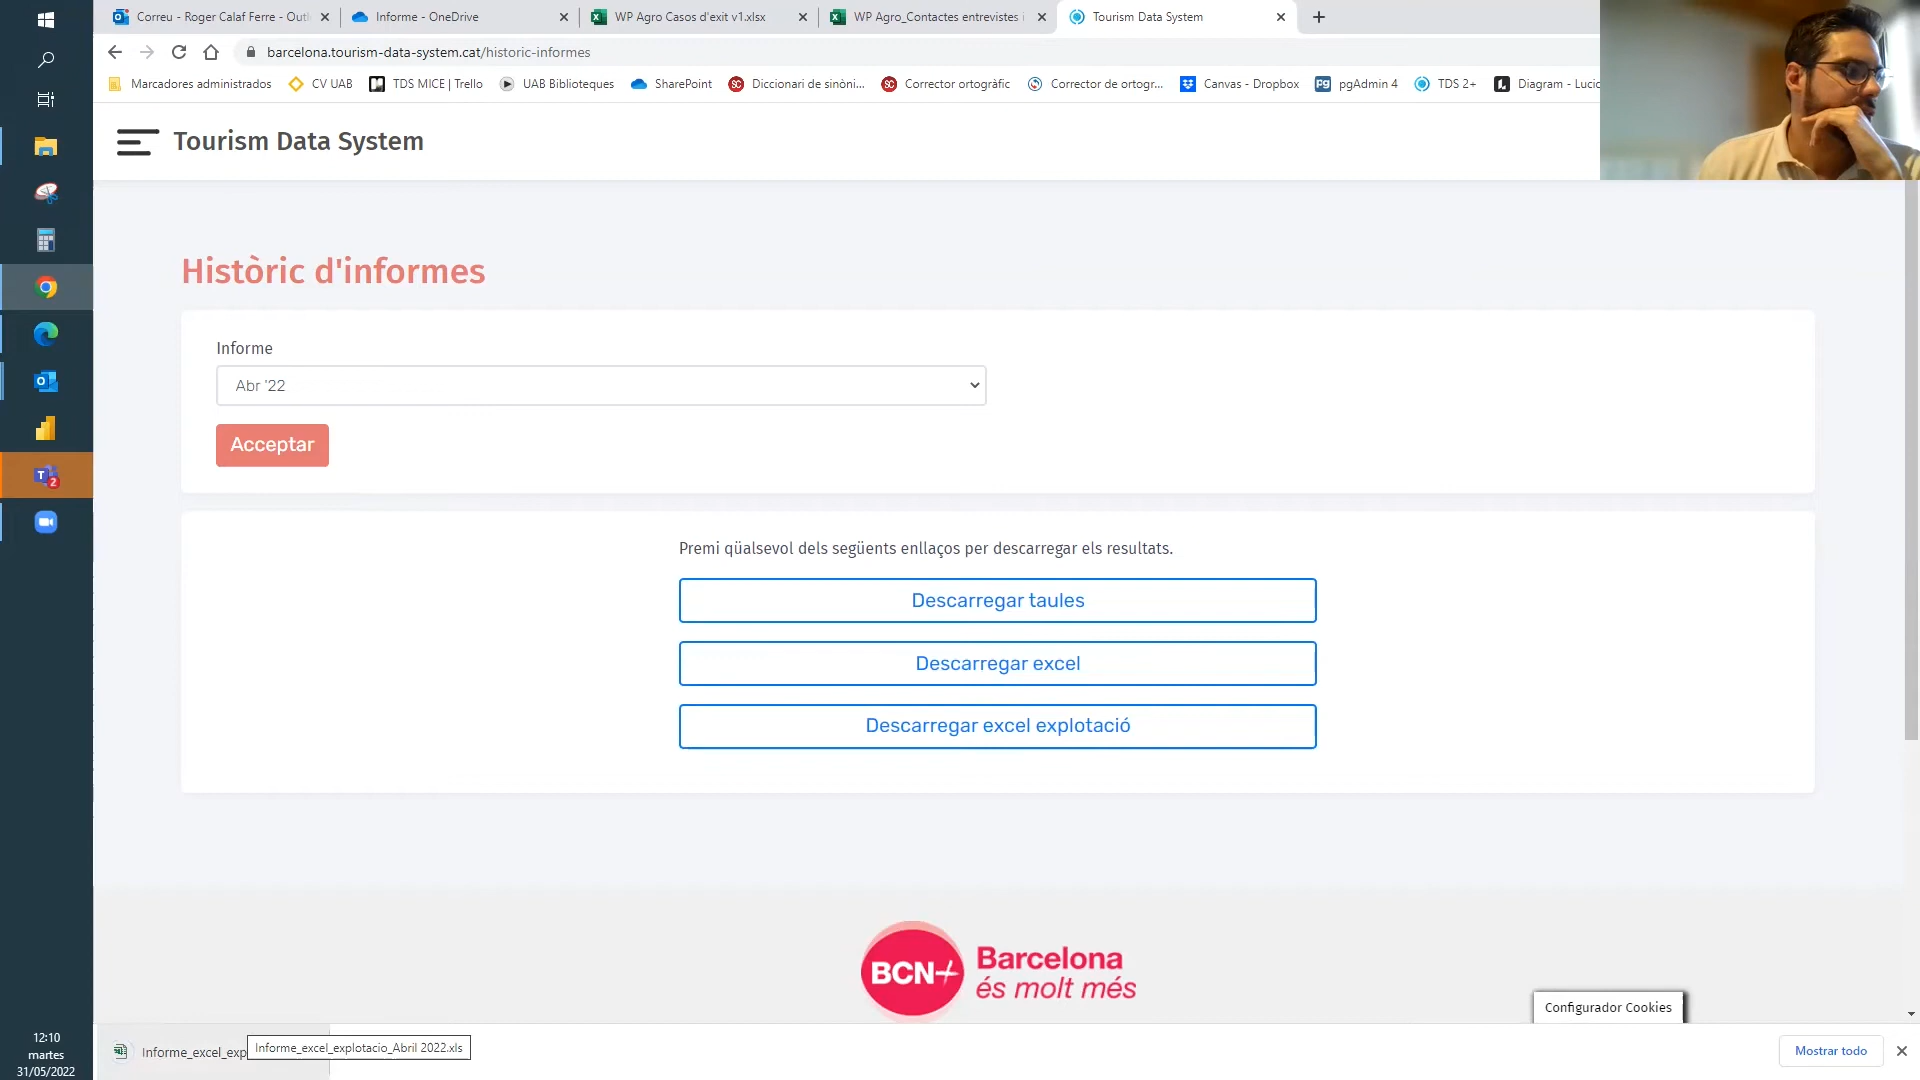 Correu - Roger Calaf Ferre - Outl
Informe - OneDrive
WP Agro Casos d'exit v1.xlsx
WP Agro_Contactes entrevistes i
Tourism Data System
barcelona.tourism-data-system.cat/historic-informes
Marcadores administrados
CV UAB
TDS MICE | Trello
UAB Biblioteques
SharePoint
Diccionari de sinòni...
Corrector ortogràfic
Corrector de ortogr...
Canvas - Dropbox
pgAdmin 4
TDS 2+
Diagram - Lucid
Tourism Data System
Històric d'informes
Informe
Abr '22
Acceptar
Premi qüalsevol dels següents enllaços per descarregar els resultats.
Descarregar taules
Descarregar excel
Descarregar excel explotació
BCN+
Barcelona
és molt més
Configurador Cookies
12:10
martes
31/05/2022
Informe_excel_exp
Informe_excel_explotacio_Abril 2022.xls
Mostrar todo